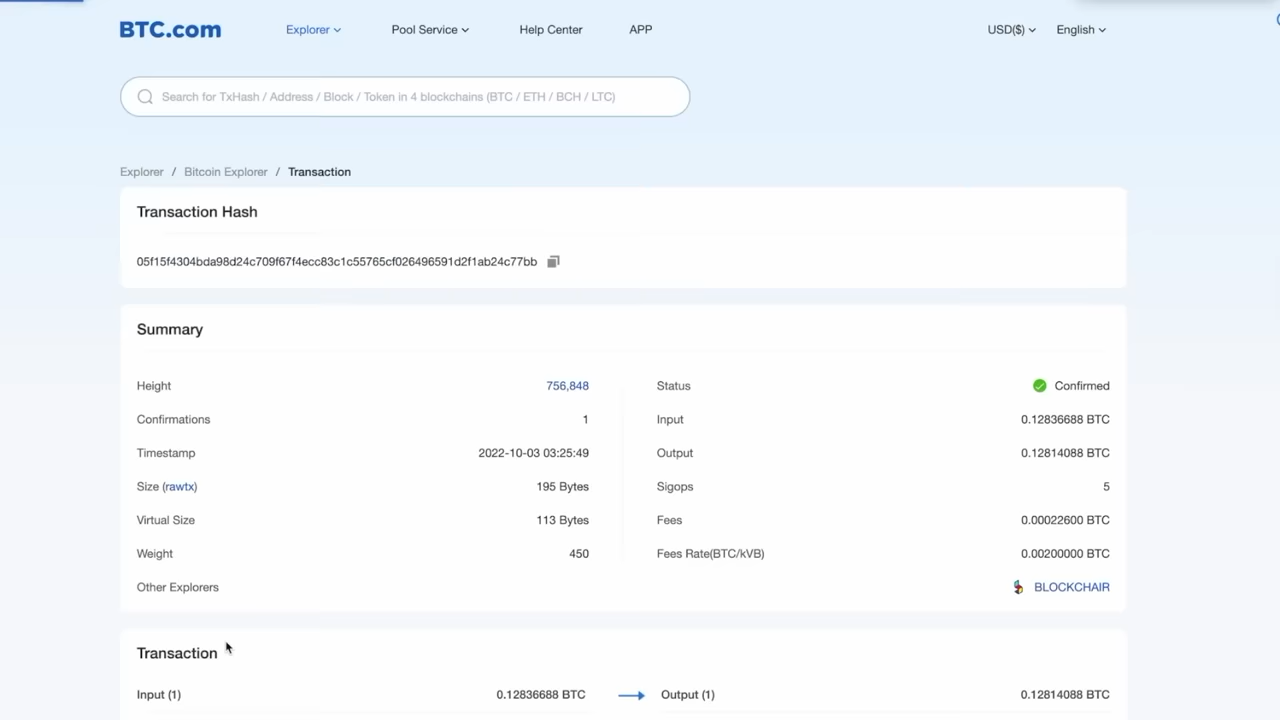 BTC.com Explorer Pool Service Help Center APP USD($) English
Search for TxHash / Address / Block / Token in 4 blockchains (BTC / ETH / BCH / LTC)
Explorer / Bitcoin Explorer / Transaction
Transaction Hash
05f15f4304bda98d24c709f67f4ecc83c1c55765cf026496591d2f1ab24c77bb
Summary
Height 756,848 Status Confirmed
Confirmations 1 Input 0.12836688 BTC
Timestamp 2022-10-03 03:25:49 Output 0.12814088 BTC
Size (rawtx) 195 Bytes Sigops 5
Virtual Size 113 Bytes Fees 0.00022600 BTC
Weight 450 Fees Rate(BTC/kVB) 0.00200000 BTC
Other Explorers BLOCKCHAIR
Transaction
Input (1) 0.12836688 BTC Output (1) 0.12814088 BTC